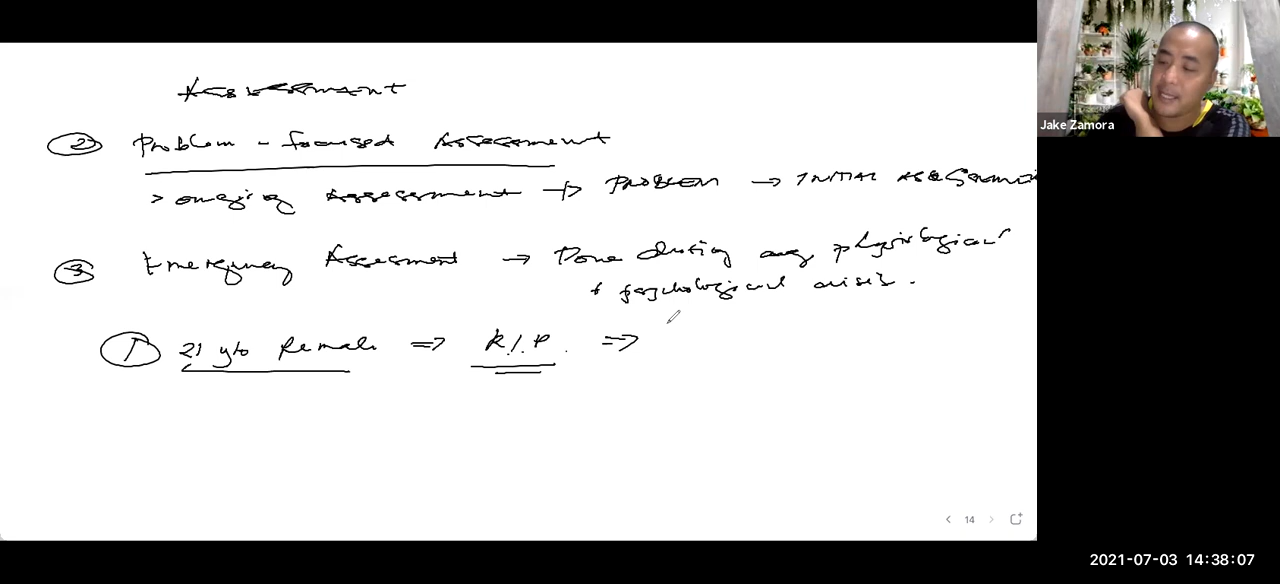 Assessment
② Problem - focused Assessment
> ongoing Assessment → PROBLEM → INITIAL ASSESSMENT
③ Emergency Assessment → Done during any physiological
+ psychological crisis.
① 21 y/o female ⇒ R.I.P. ⇒
Jake Zamora
14
2021-07-03 14:38:07